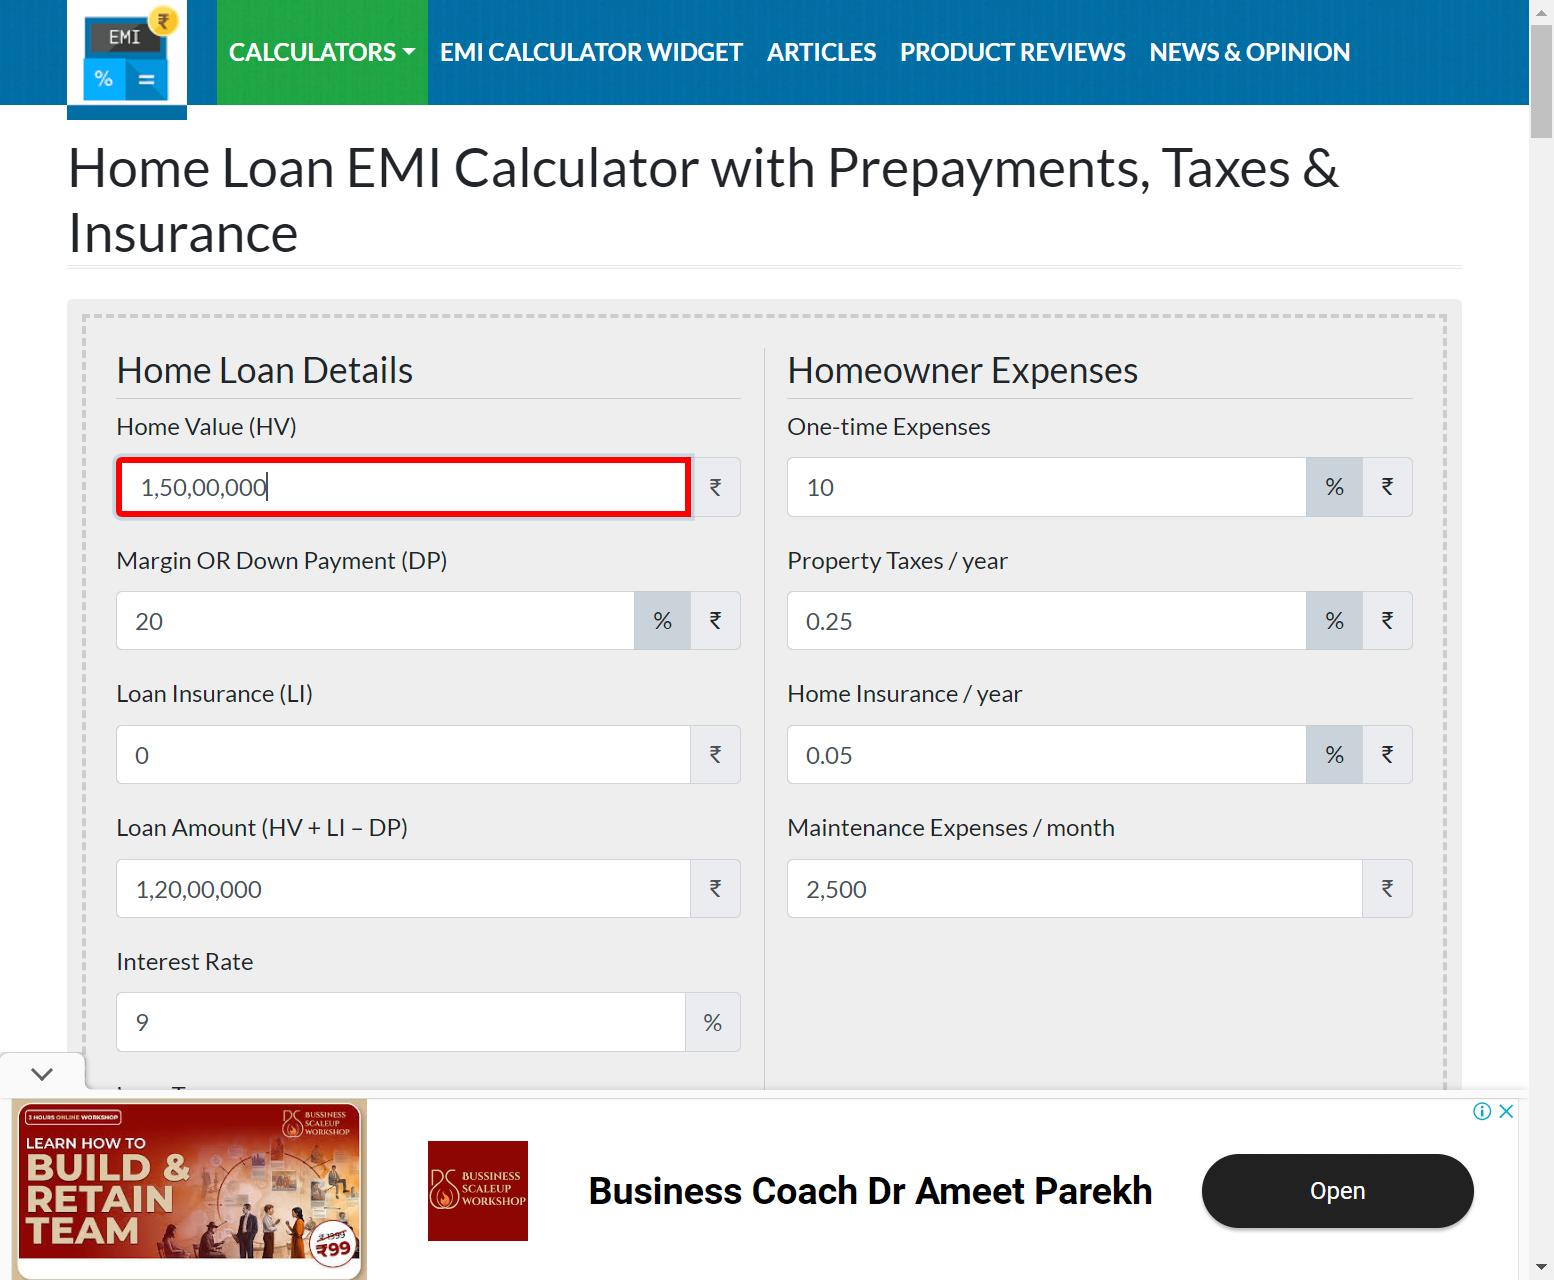 EMI
₹
%
=
CALCULATORS
EMI CALCULATOR WIDGET
ARTICLES
PRODUCT REVIEWS
NEWS & OPINION
Home Loan EMI Calculator with Prepayments, Taxes &
Insurance
Home Loan Details
Home Value (HV)
1,50,00,000 ₹
Margin OR Down Payment (DP)
20 % ₹
Loan Insurance (LI)
0 ₹
Loan Amount (HV + LI – DP)
1,20,00,000 ₹
Interest Rate
9 %
Homeowner Expenses
One-time Expenses
10 % ₹
Property Taxes / year
0.25 % ₹
Home Insurance / year
0.05 % ₹
Maintenance Expenses / month
2,500 ₹
3 HOURS ONLINE WORKSHOP
BUSSINESS
SCALEUP
WORKSHOP
LEARN HOW TO
BUILD &
RETAIN
TEAM
₹ 1999
₹99
BUSSINESS
SCALEUP
WORKSHOP
Business Coach Dr Ameet Parekh
Open